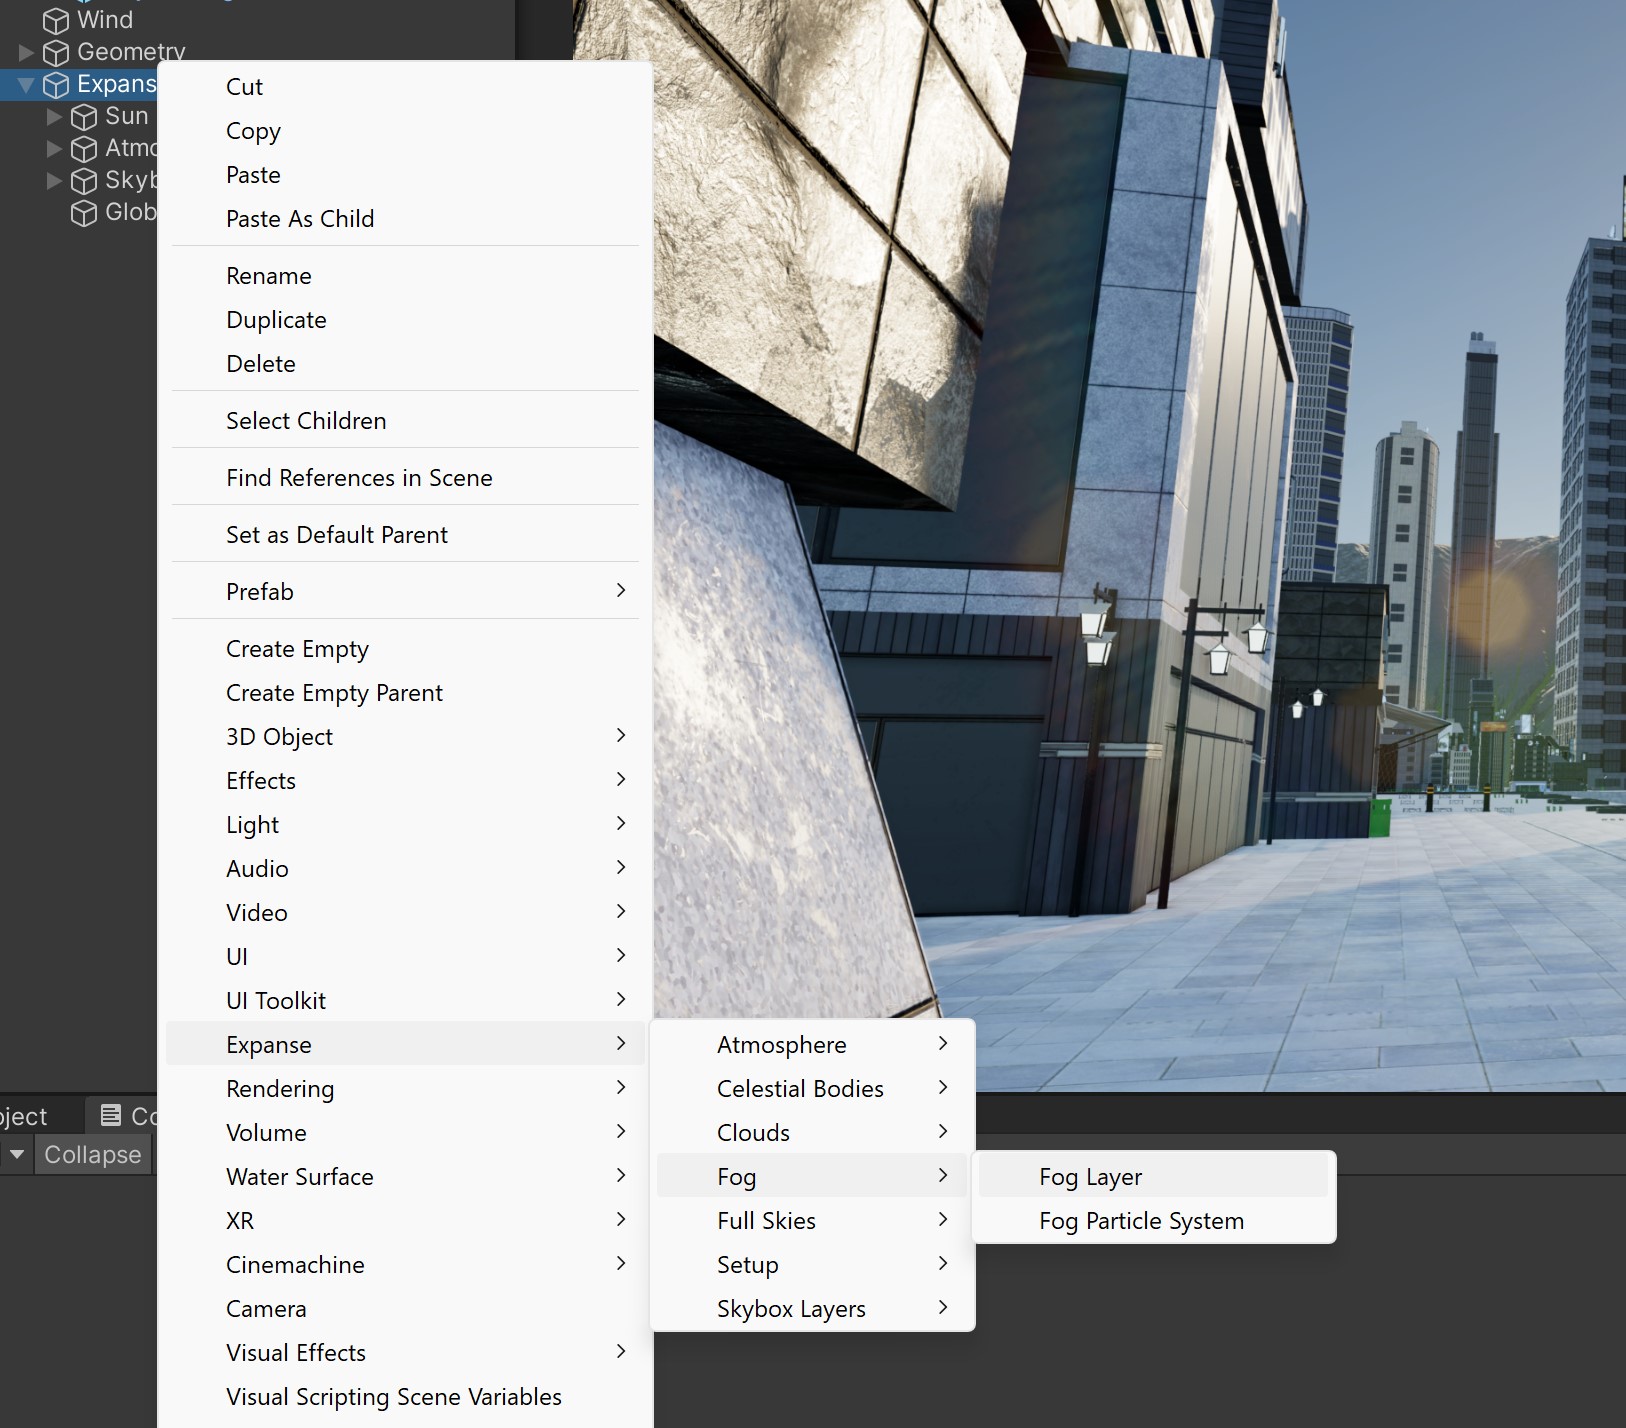 Wind
Geometry
Expans
Sun
Atmo
Skyb
Glob
Cut
Copy
Paste
Paste As Child
Rename
Duplicate
Delete
Select Children
Find References in Scene
Set as Default Parent
Prefab
Create Empty
Create Empty Parent
3D Object
Effects
Light
Audio
Video
UI
UI Toolkit
Expanse
Rendering
Volume
Water Surface
XR
Cinemachine
Camera
Visual Effects
Visual Scripting Scene Variables
Atmosphere
Celestial Bodies
Clouds
Fog
Full Skies
Setup
Skybox Layers
Fog Layer
Fog Particle System
oject
Co
Collapse